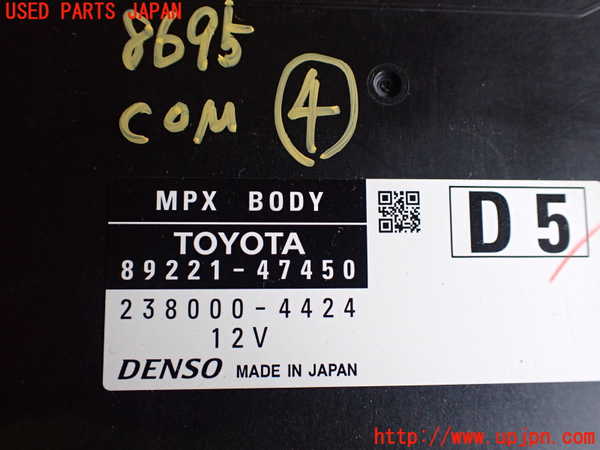 USED PARTS JAPAN
8695
COM 4
MPX BODY
TOYOTA
89221-47450
D5
238000-4424
12V
DENSO MADE IN JAPAN
http://www.upjpn.com/